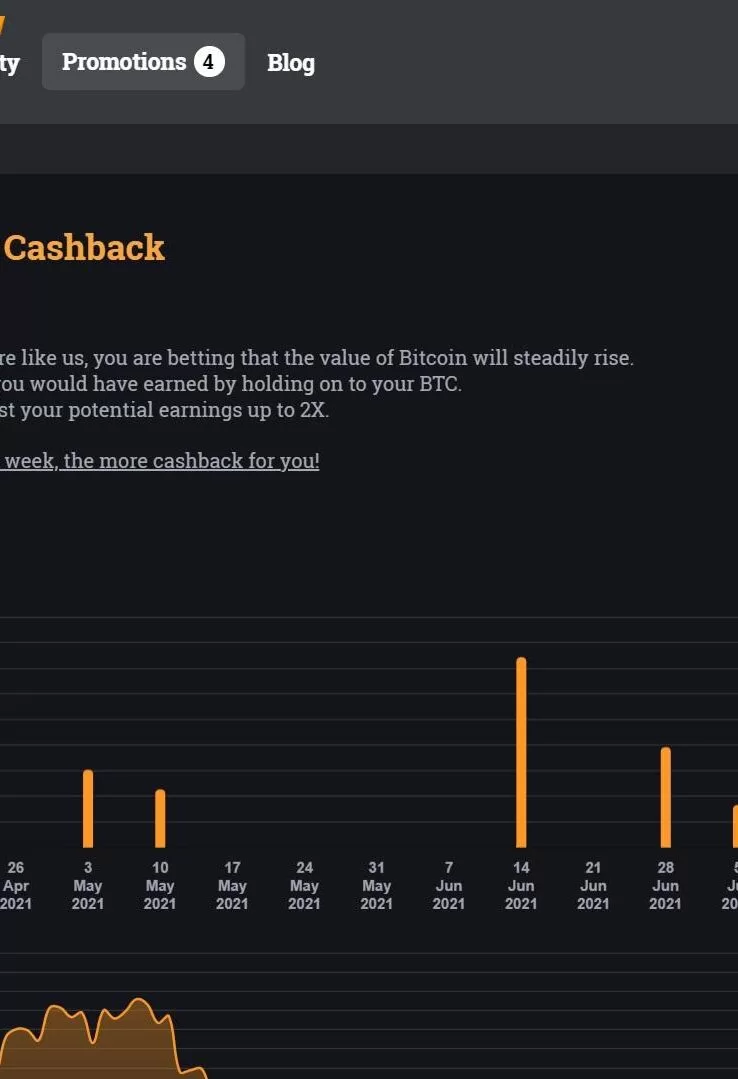 ty Promotions 4 Blog
Cashback
re like us, you are betting that the value of Bitcoin will steadily rise.
ou would have earned by holding on to your BTC.
st your potential earnings up to 2X.
week, the more cashback for you!
26 3 10 17 24 31 7 14 21 28 5
Apr May May May May May Jun Jun Jun Jun Ju
2021 2021 2021 2021 2021 2021 2021 2021 2021 2021 20